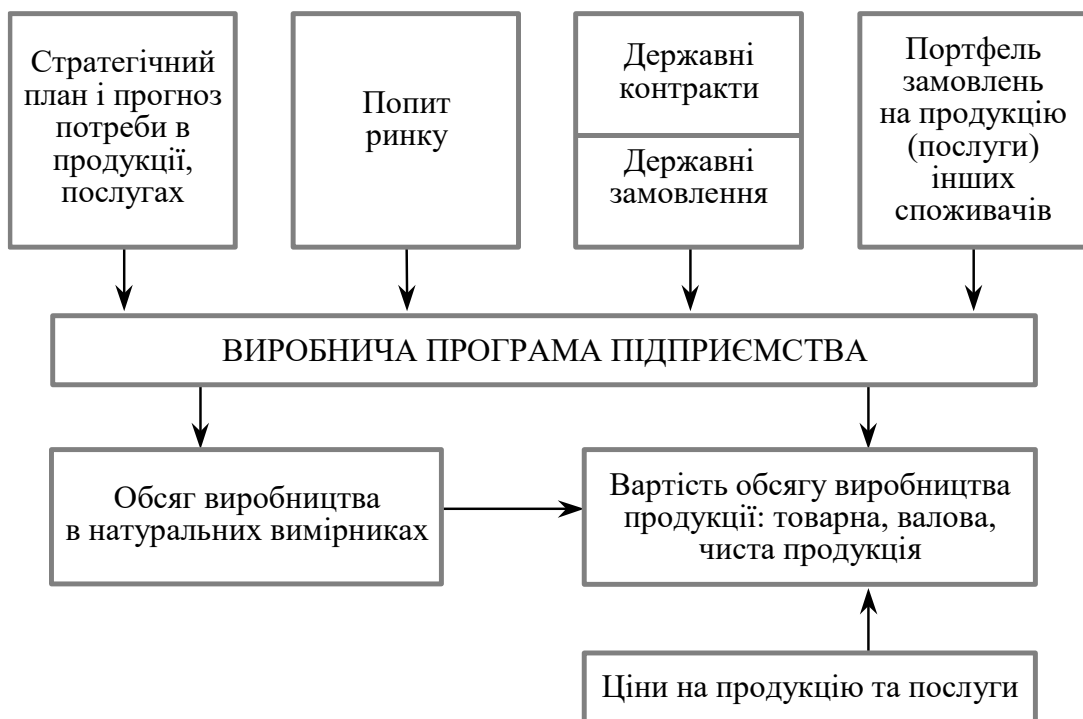 Стратегічний
план і прогноз
потреби в
продукції,
послугах
Попит
ринку
Державні
контракти
Державні
замовлення
Портфель
замовлень
на продукцію
(послуги)
інших
споживачів
ВИРОБНИЧА ПРОГРАМА ПІДПРИЄМСТВА
Обсяг виробництва
в натуральних вимірниках
Вартість обсягу виробництва
продукції: товарна, валова,
чиста продукція
Ціни на продукцію та послуги